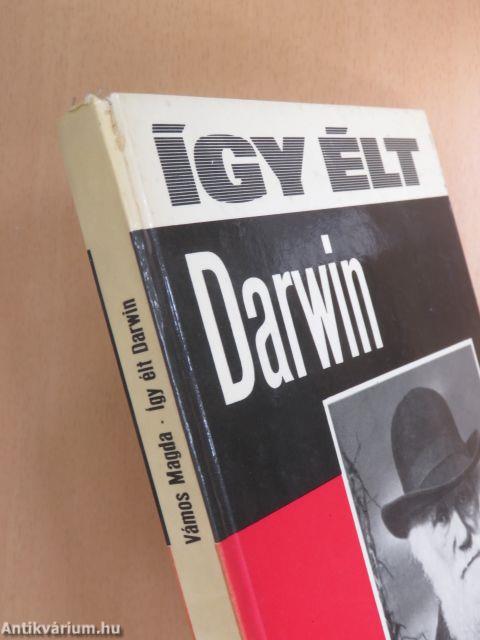 ÍGY ÉLT
Darwin
Vámos Magda · Így élt Darwin
Antikvárium.hu